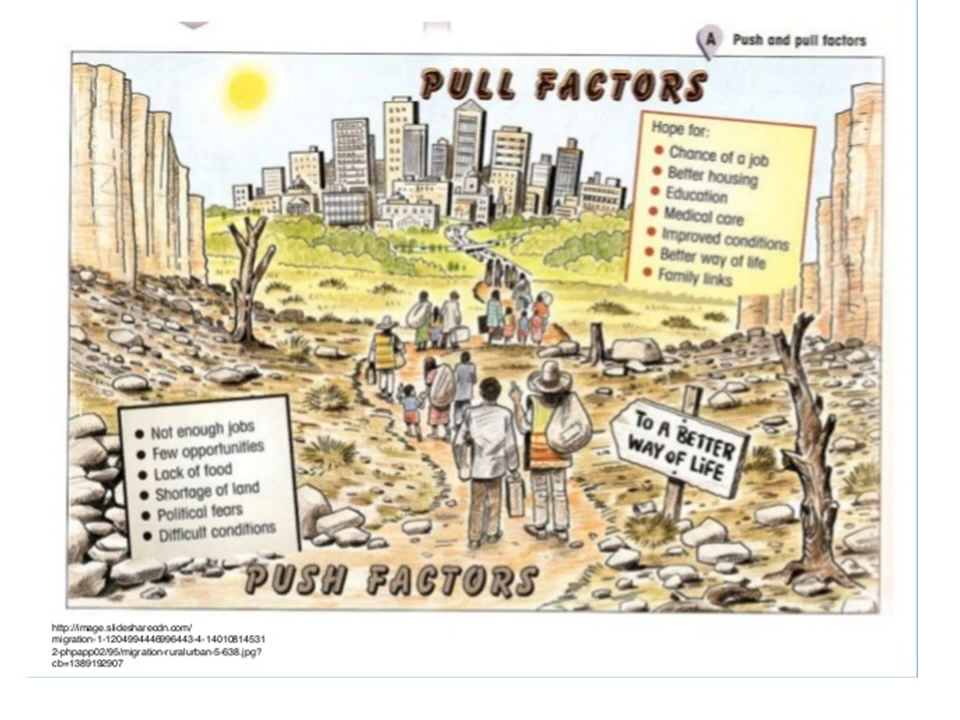 A Push and pull factors
PULL FACTORS
Hope for:
• Chance of a job
• Better housing
• Education
• Medical care
• Improved conditions
• Better way of life
• Family links
TO A BETTER
WAY OF LIFE
• Not enough jobs
• Few opportunities
• Lack of food
• Shortage of land
• Political fears
• Difficult conditions
PUSH FACTORS
http://image.slidesharecdn.com/
migration-1-1204994446996443-4-14010814531
2-phpapp02/95/migration-ruralurban-5-638.jpg?
cb=1389192907